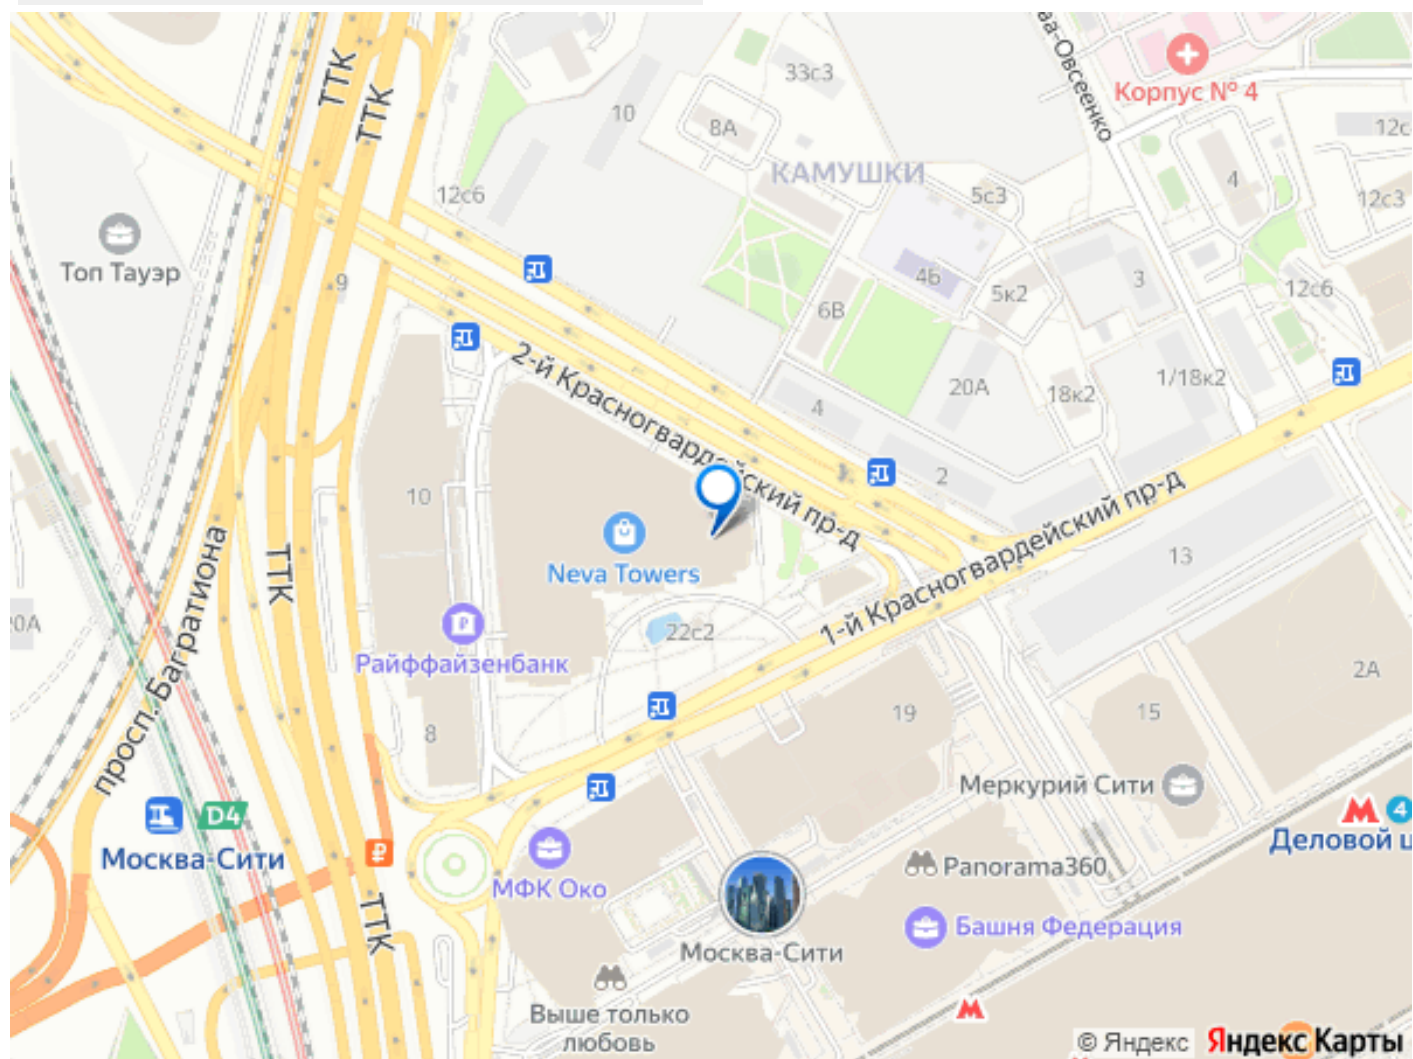 ТТК
ТТК
33с3
10
8А
КАМУШКИ
ва-Овсеенко
Корпус № 4
12с
4
12с3
5с3
12с6
Топ Тауэр
9
4Б
5к2
3
12с6
6В
2-й Красногвардейский пр-д
20А
18к2
1/18к2
4
2
10
Neva Towers
1-й Красногвардейский пр-д
13
ТТК
просп. Багратиона
20А
22с2
Райффайзенбанк
2А
8
19
15
Меркурий Сити
D4
4
Деловой ц
Москва-Сити
МФК Око
Panorama360
Башня Федерация
ТТК
Москва-Сити
Выше только
любовь
© Яндекс Яндекс Карты